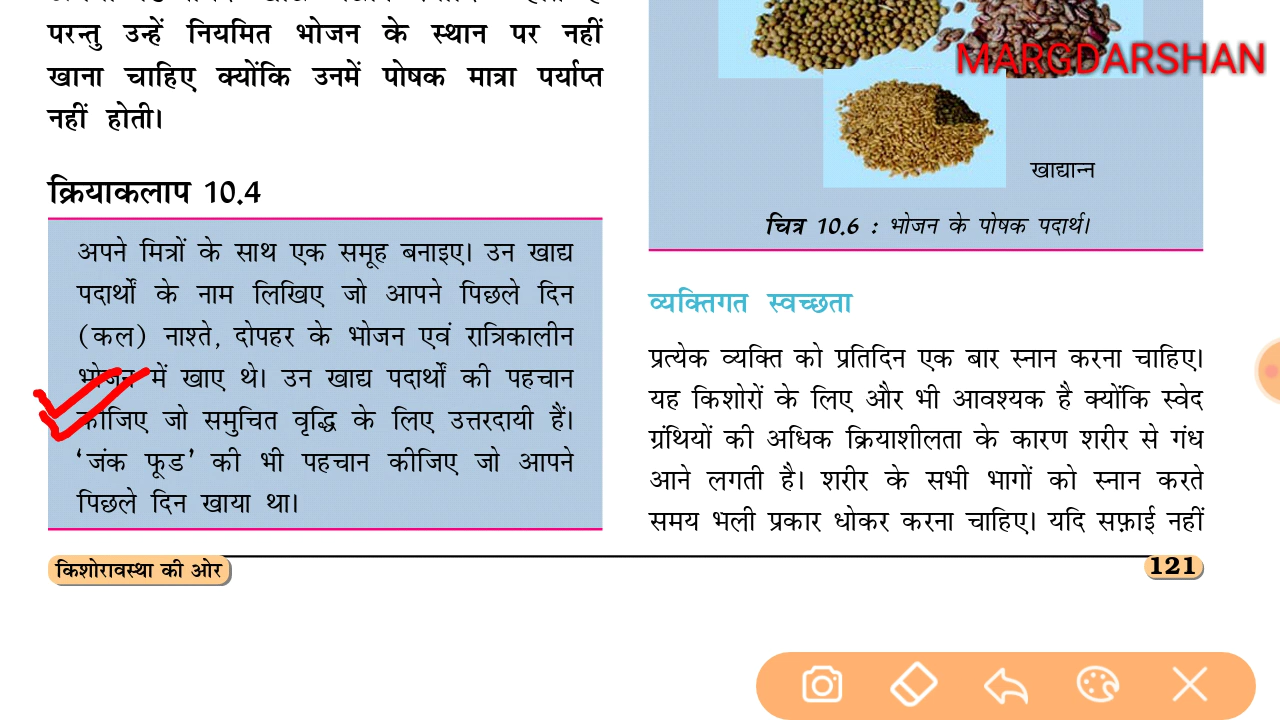 परन्तु उन्हें नियमित भोजन के स्थान पर नहीं
खाना चाहिए क्योंकि उनमें पोषक मात्रा पर्याप्त
नहीं होती।
क्रियाकलाप 10.4
अपने मित्रों के साथ एक समूह बनाइए। उन खाद्य
पदार्थों के नाम लिखिए जो आपने पिछले दिन
(कल) नाश्ते, दोपहर के भोजन एवं रात्रिकालीन
भोजन में खाए थे। उन खाद्य पदार्थों की पहचान
कीजिए जो समुचित वृद्धि के लिए उत्तरदायी हैं।
‘जंक फूड’ की भी पहचान कीजिए जो आपने
पिछले दिन खाया था।
MARGDARSHAN
खाद्यान्न
चित्र 10.6 : भोजन के पोषक पदार्थ।
व्यक्तिगत स्वच्छता
प्रत्येक व्यक्ति को प्रतिदिन एक बार स्नान करना चाहिए।
यह किशोरों के लिए और भी आवश्यक है क्योंकि स्वेद
ग्रंथियों की अधिक क्रियाशीलता के कारण शरीर से गंध
आने लगती है। शरीर के सभी भागों को स्नान करते
समय भली प्रकार धोकर करना चाहिए। यदि सफ़ाई नहीं
किशोरावस्था की ओर
121